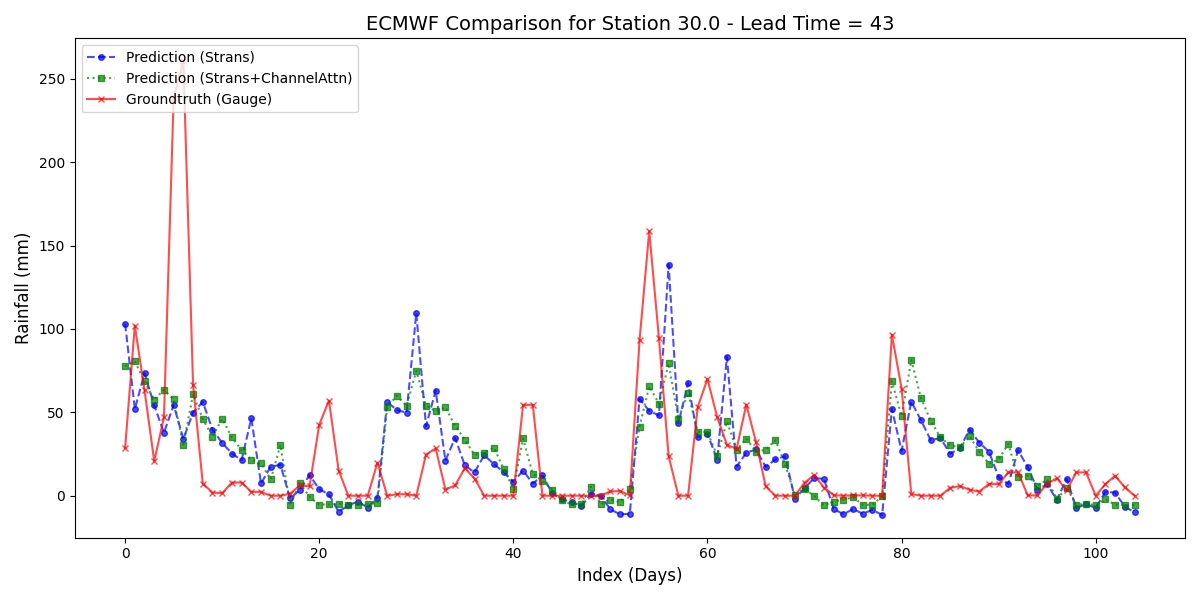 ECMWF Comparison for Station 30.0 - Lead Time = 43
Prediction (Strans)
Prediction (Strans+ChannelAttn)
Groundtruth (Gauge)
Rainfall (mm)
250
200
150
100
50
0
0 20 40 60 80 100
Index (Days)